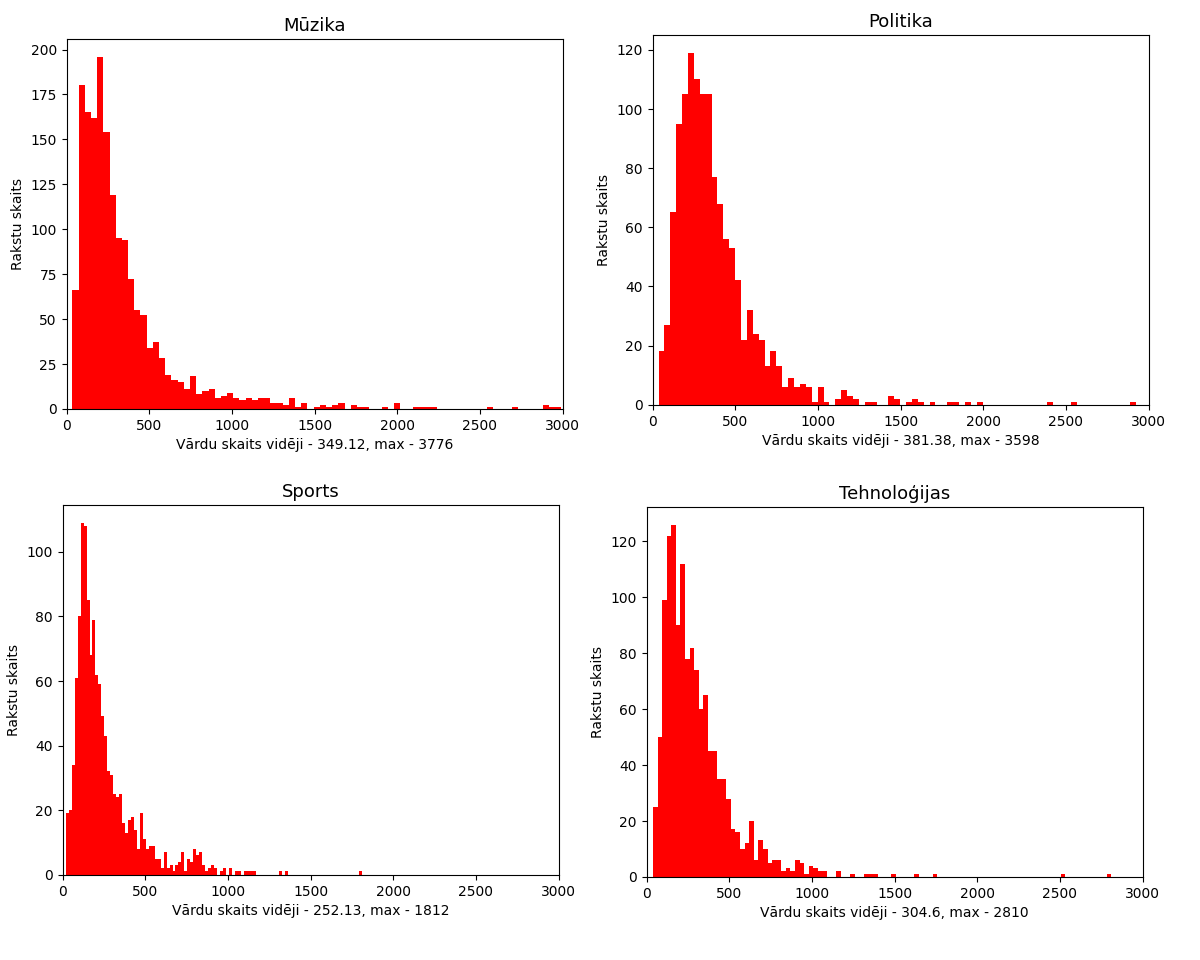 Mūzika
200
175
150
125
100
75
50
25
0
Rakstu skaits
0 500 1000 1500 2000 2500 3000
Vārdu skaits vidēji - 349.12, max - 3776
Politika
120
100
80
60
40
20
0
Rakstu skaits
0 500 1000 1500 2000 2500 3000
Vārdu skaits vidēji - 381.38, max - 3598
Sports
100
80
60
40
20
0
Rakstu skaits
0 500 1000 1500 2000 2500 3000
Vārdu skaits vidēji - 252.13, max - 1812
Tehnoloģijas
120
100
80
60
40
20
0
Rakstu skaits
0 500 1000 1500 2000 2500 3000
Vārdu skaits vidēji - 304.6, max - 2810